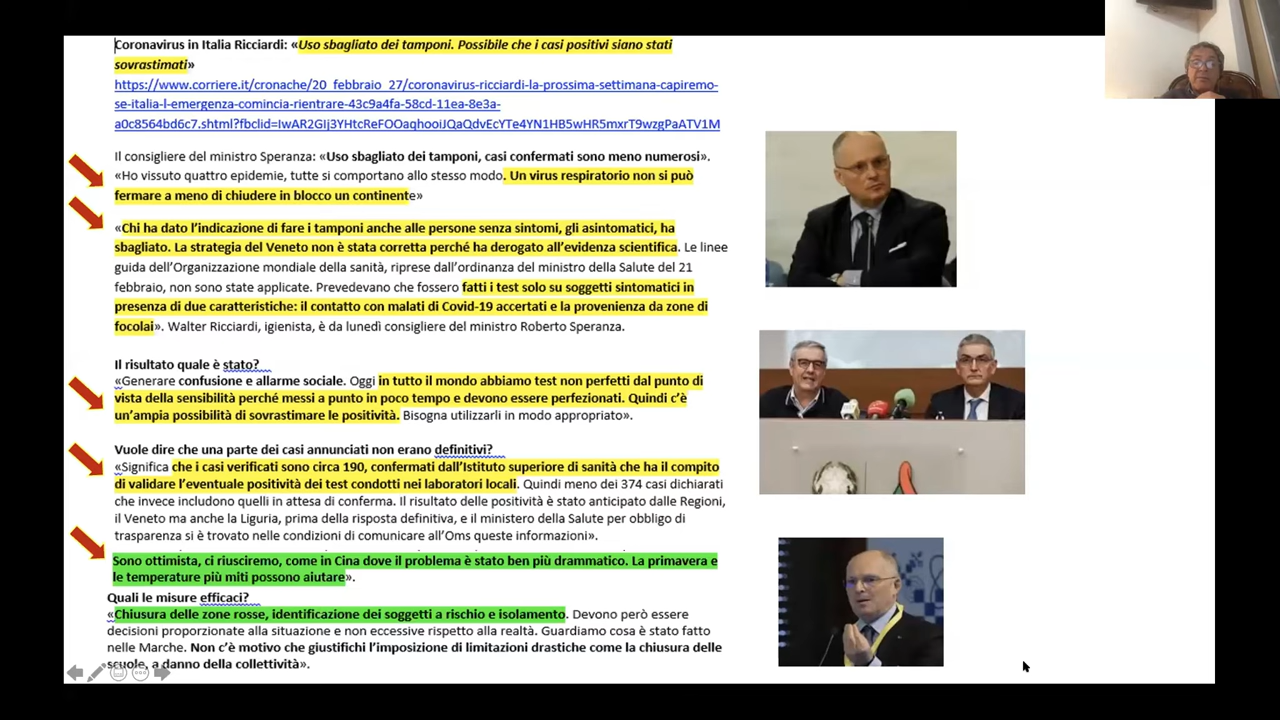 Coronavirus in Italia Ricciardi: «Uso sbagliato dei tamponi. Possibile che i casi positivi siano stati
sovrastimati»
https://www.corriere.it/cronache/20_febbraio_27/coronavirus-ricciardi-la-prossima-settimana-capiremo-
se-italia-l-emergenza-comincia-rientrare-43c9a4fa-58cd-11ea-8e3a-
a0c8564bd6c7.shtml?fbclid=IwAR2GIj3YHtcReFOOaqhooiJQaQdvEcYTe4YN1HB5wHR5mxrT9wzgPaATV1M
Il consigliere del ministro Speranza: «Uso sbagliato dei tamponi, casi confermati sono meno numerosi».
«Ho vissuto quattro epidemie, tutte si comportano allo stesso modo. Un virus respiratorio non si può
fermare a meno di chiudere in blocco un continente»
«Chi ha dato l'indicazione di fare i tamponi anche alle persone senza sintomi, gli asintomatici, ha
sbagliato. La strategia del Veneto non è stata corretta perché ha derogato all'evidenza scientifica. Le linee
guida dell'Organizzazione mondiale della sanità, riprese dall'ordinanza del ministro della Salute del 21
febbraio, non sono state applicate. Prevedevano che fossero fatti i test solo su soggetti sintomatici in
presenza di due caratteristiche: il contatto con malati di Covid-19 accertati e la provenienza da zone di
focolai». Walter Ricciardi, igienista, è da lunedì consigliere del ministro Roberto Speranza.
Il risultato quale è stato?
«Generare confusione e allarme sociale. Oggi in tutto il mondo abbiamo test non perfetti dal punto di
vista della sensibilità perché messi a punto in poco tempo e devono essere perfezionati. Quindi c'è
un'ampia possibilità di sovrastimare le positività. Bisogna utilizzarli in modo appropriato».
Vuole dire che una parte dei casi annunciati non erano definitivi?
«Significa che i casi verificati sono circa 190, confermati dall'Istituto superiore di sanità che ha il compito
di validare l'eventuale positività dei test condotti nei laboratori locali. Quindi meno dei 374 casi dichiarati
che invece includono quelli in attesa di conferma. Il risultato delle positività è stato anticipato dalle Regioni,
il Veneto ma anche la Liguria, prima della risposta definitiva, e il ministero della Salute per obbligo di
trasparenza si è trovato nelle condizioni di comunicare all'Oms queste informazioni».
Sono ottimista, ci riusciremo, come in Cina dove il problema è stato ben più drammatico. La primavera e
le temperature più miti possono aiutare».
Quali le misure efficaci?
«Chiusura delle zone rosse, identificazione dei soggetti a rischio e isolamento. Devono però essere
decisioni proporzionate alla situazione e non eccessive rispetto alla realtà. Guardiamo cosa è stato fatto
nelle Marche. Non c'è motivo che giustifichi l'imposizione di limitazioni drastiche come la chiusura delle
scuole, a danno della collettività».